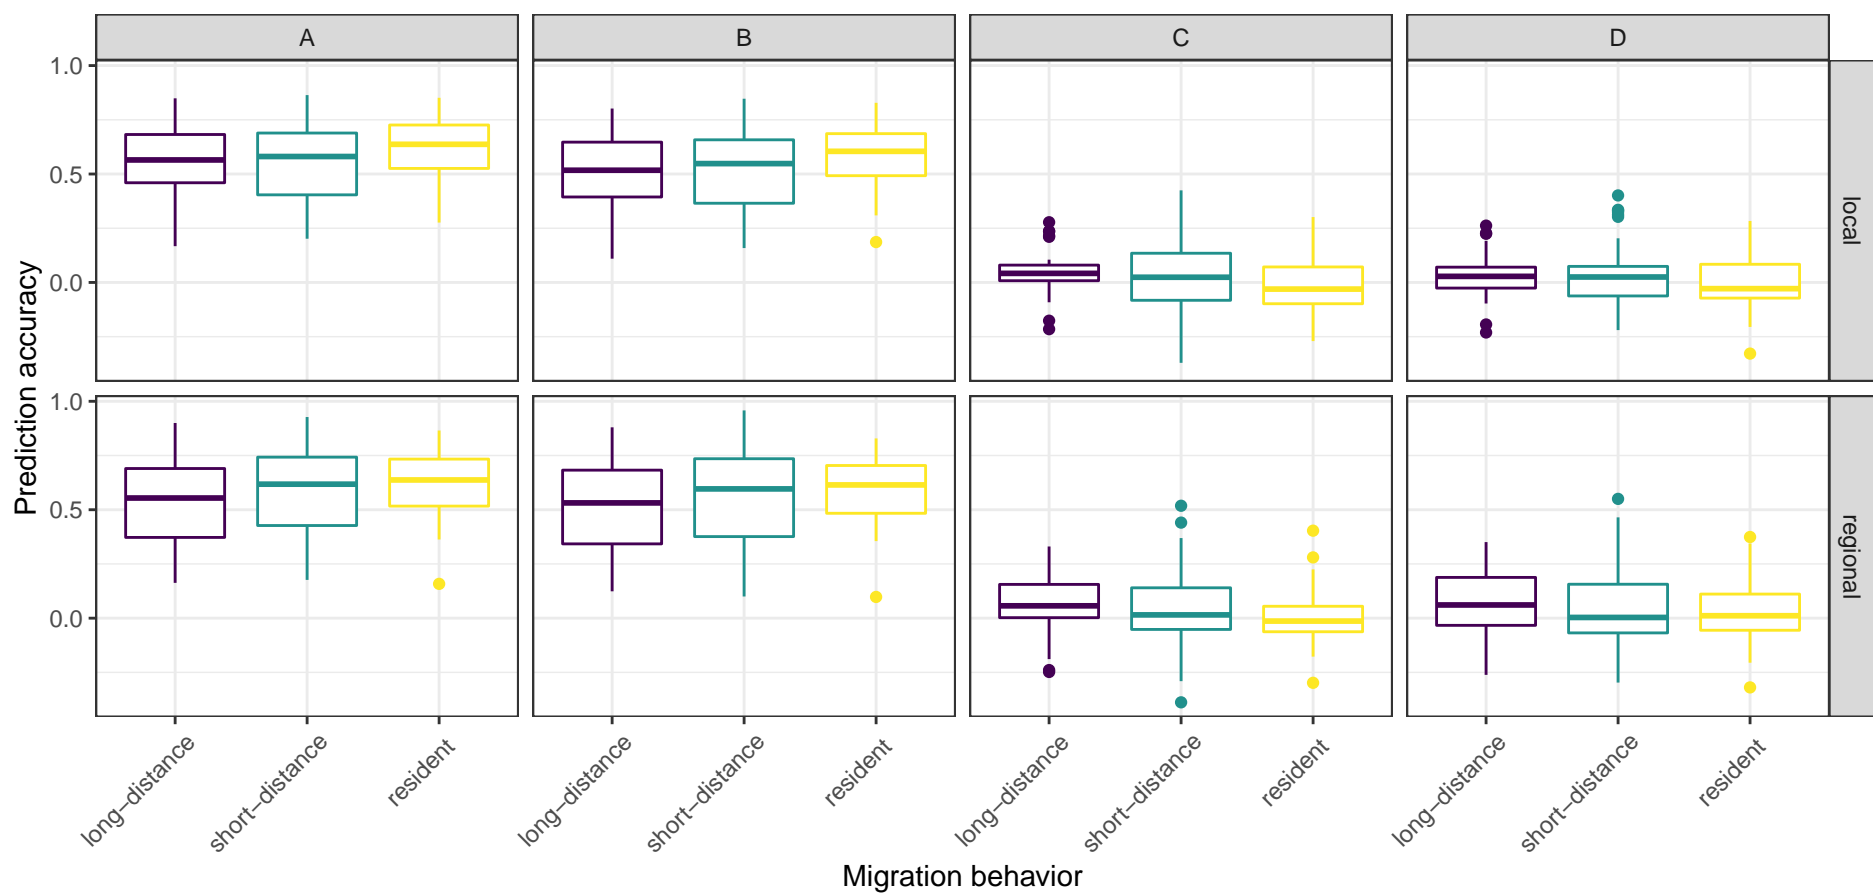 A
B
C
D
1.0
0.5
0.0
local
1.0
0.5
0.0
regional
Prediction accuracy
long−distance
short−distance
resident
long−distance
short−distance
resident
long−distance
short−distance
resident
long−distance
short−distance
resident
Migration behavior